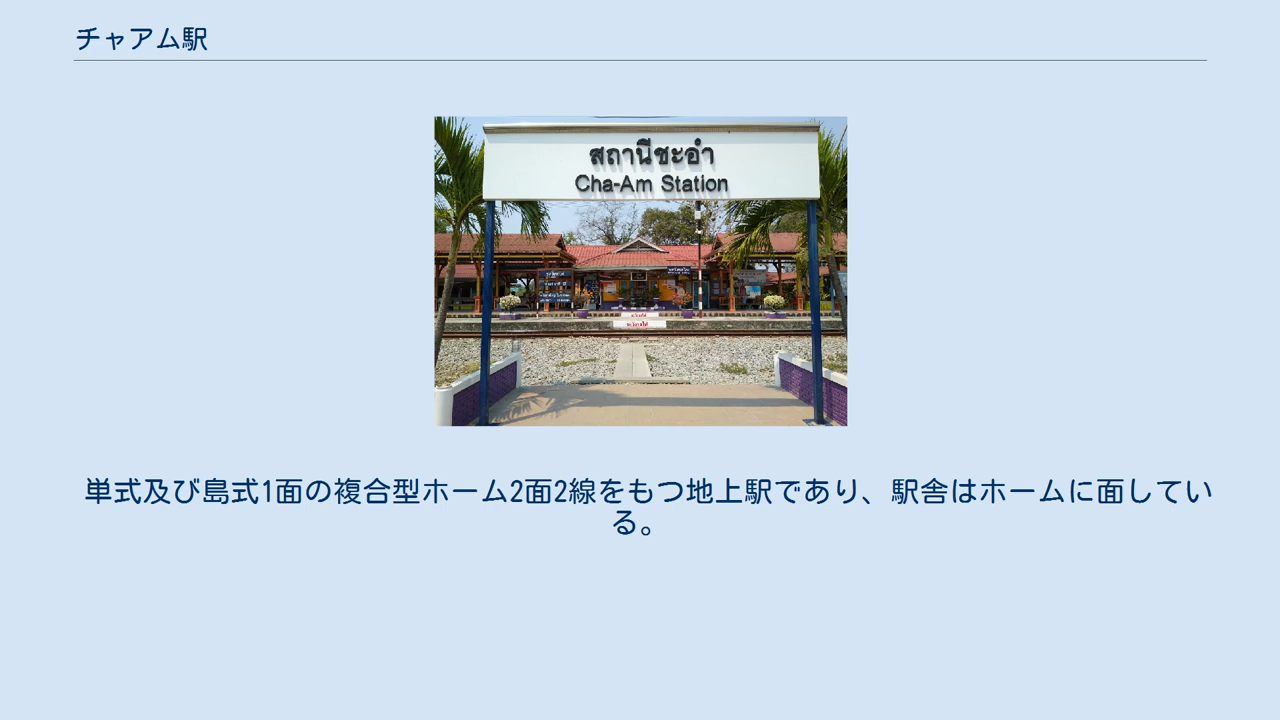 チャアム駅
สถานีชะอำ
Cha-Am Station
単式及び島式1面の複合型ホーム2面2線をもつ地上駅であり、駅舎はホームに面してい
る。